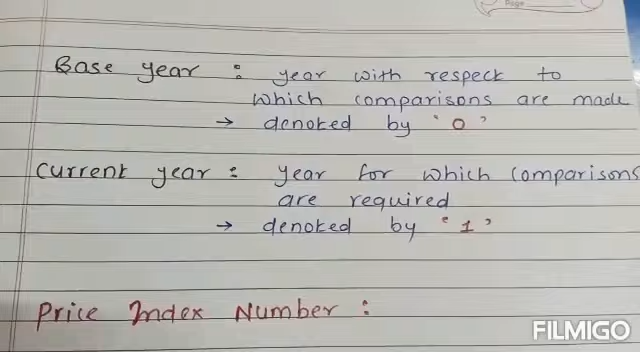 Page
Base year : year with respect to
which comparisons are made
→ denoted by '0'
Current year : year for which comparisons
are required
→ denoted by '1'
Price Index Number :
FILMIGO